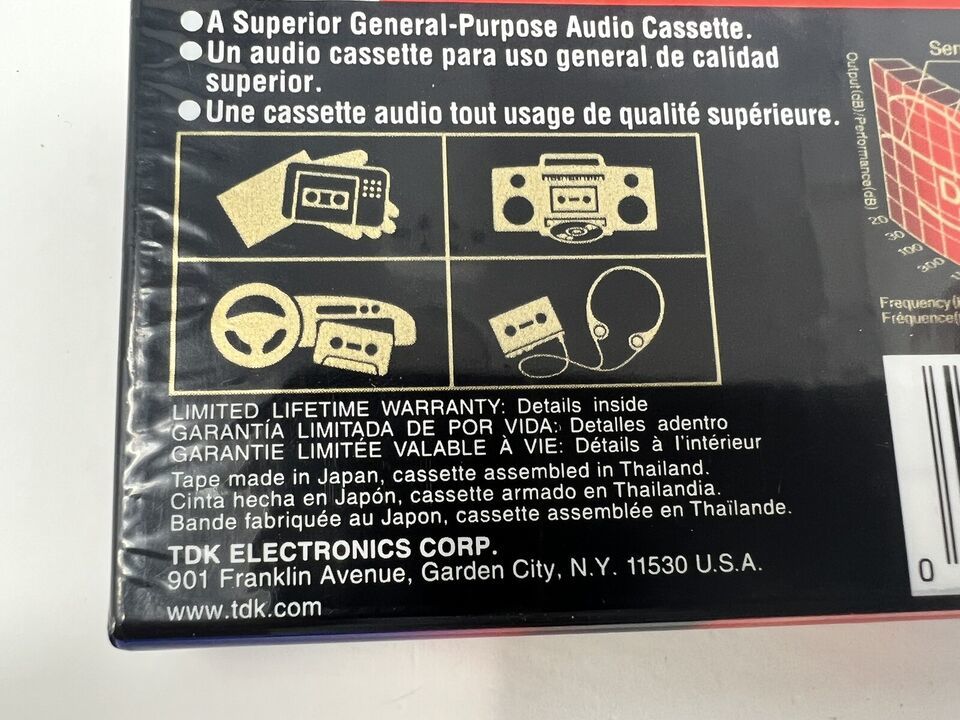 ●A Superior General-Purpose Audio Cassette.
●Un audio cassette para uso general de calidad
superior.
●Une cassette audio tout usage de qualité supérieure.
LIMITED LIFETIME WARRANTY: Details inside
GARANTÍA LIMITADA DE POR VIDA: Detalles adentro
GARANTIE LIMITÉE VALABLE À VIE: Détails à l'intérieur
Tape made in Japan, cassette assembled in Thailand.
Cinta hecha en Japón, cassette armado en Thailandia.
Bande fabriquée au Japon, cassette assemblée en Thaïlande.
TDK ELECTRONICS CORP.
901 Franklin Avenue, Garden City, N.Y. 11530 U.S.A.
www.tdk.com
Output(dB)/Performance(dB)
20
30
100
300
Frequency
Fréquence
0